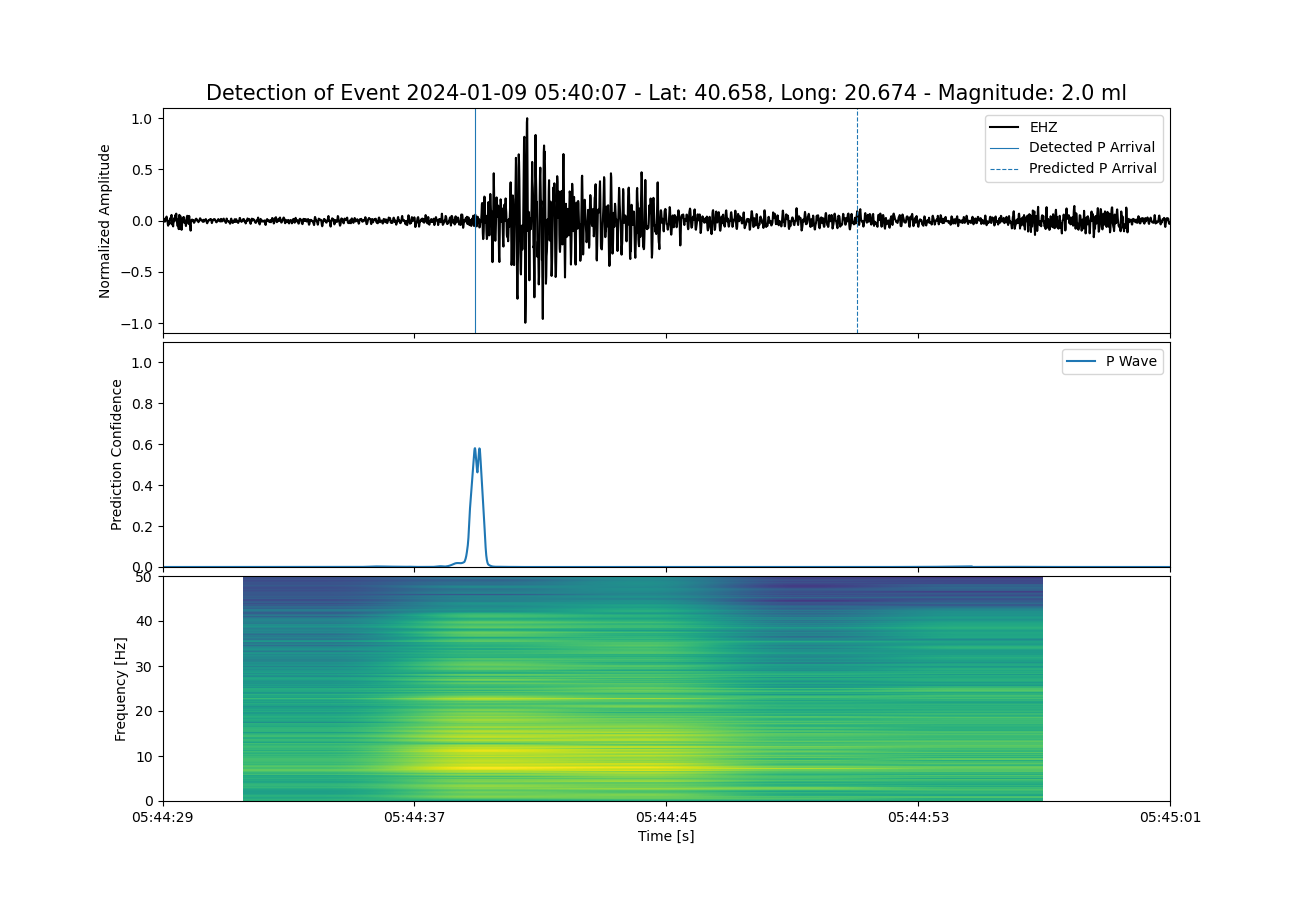 Detection of Event 2024-01-09 05:40:07 - Lat: 40.658, Long: 20.674 - Magnitude: 2.0 ml
1.0
0.5
0.0
−0.5
−1.0
Normalized Amplitude
EHZ
Detected P Arrival
Predicted P Arrival
1.0
0.8
0.6
0.4
0.2
0.0
Prediction Confidence
P Wave
50
40
30
20
10
0
Frequency [Hz]
05:44:29 05:44:37 05:44:45 05:44:53 05:45:01
Time [s]